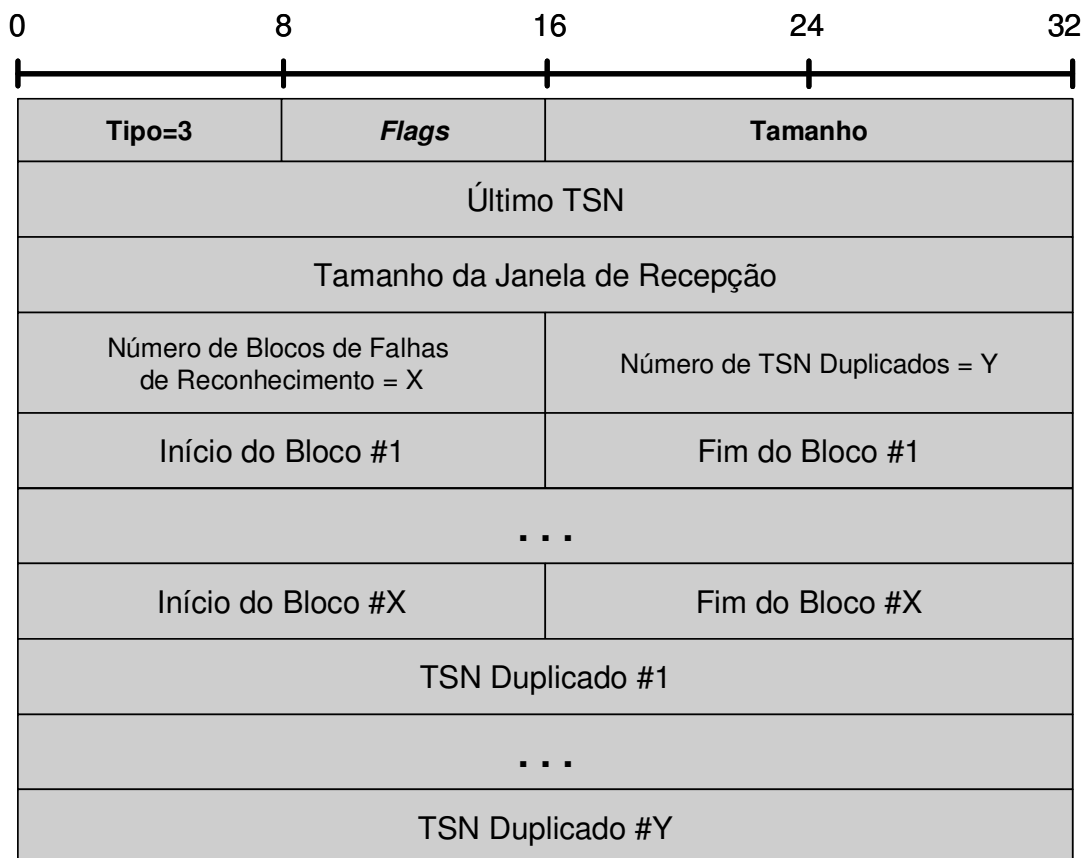 0 8 16 24 32
Tipo=3 Flags Tamanho
Último TSN
Tamanho da Janela de Recepção
Número de Blocos de Falhas
de Reconhecimento = X
Número de TSN Duplicados = Y
Início do Bloco #1 Fim do Bloco #1
. . .
Início do Bloco #X Fim do Bloco #X
TSN Duplicado #1
. . .
TSN Duplicado #Y